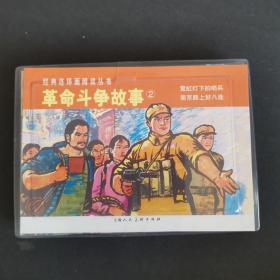 经典连环画阅读丛书
革命斗争故事②
霓虹灯下的哨兵
南京路上好八连
上海人民美术出版社